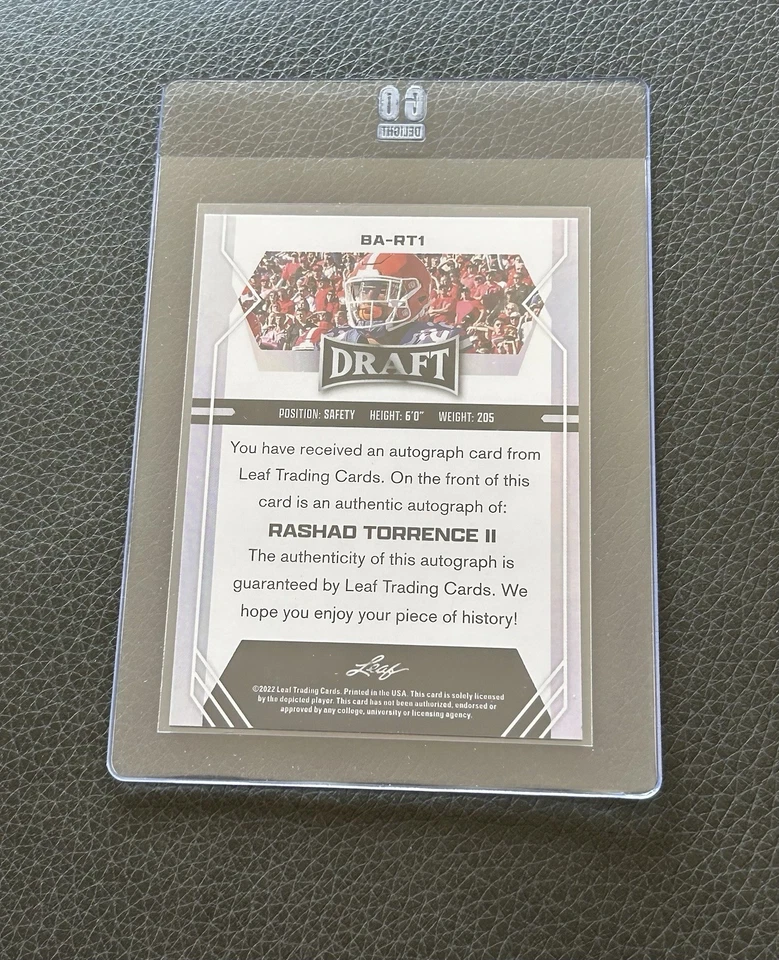 GO
DELIGHT
BA-RT1
DRAFT
POSITION: SAFETY HEIGHT: 6'0" WEIGHT: 205
You have received an autograph card from
Leaf Trading Cards. On the front of this
card is an authentic autograph of:
RASHAD TORRENCE II
The authenticity of this autograph is
guaranteed by Leaf Trading Cards. We
hope you enjoy your piece of history!
Leaf
©2022 Leaf Trading Cards. Printed in the USA. This card is solely licensed
by the depicted player. This card has not been authorized, endorsed or
approved by any college, university or licensing agency.